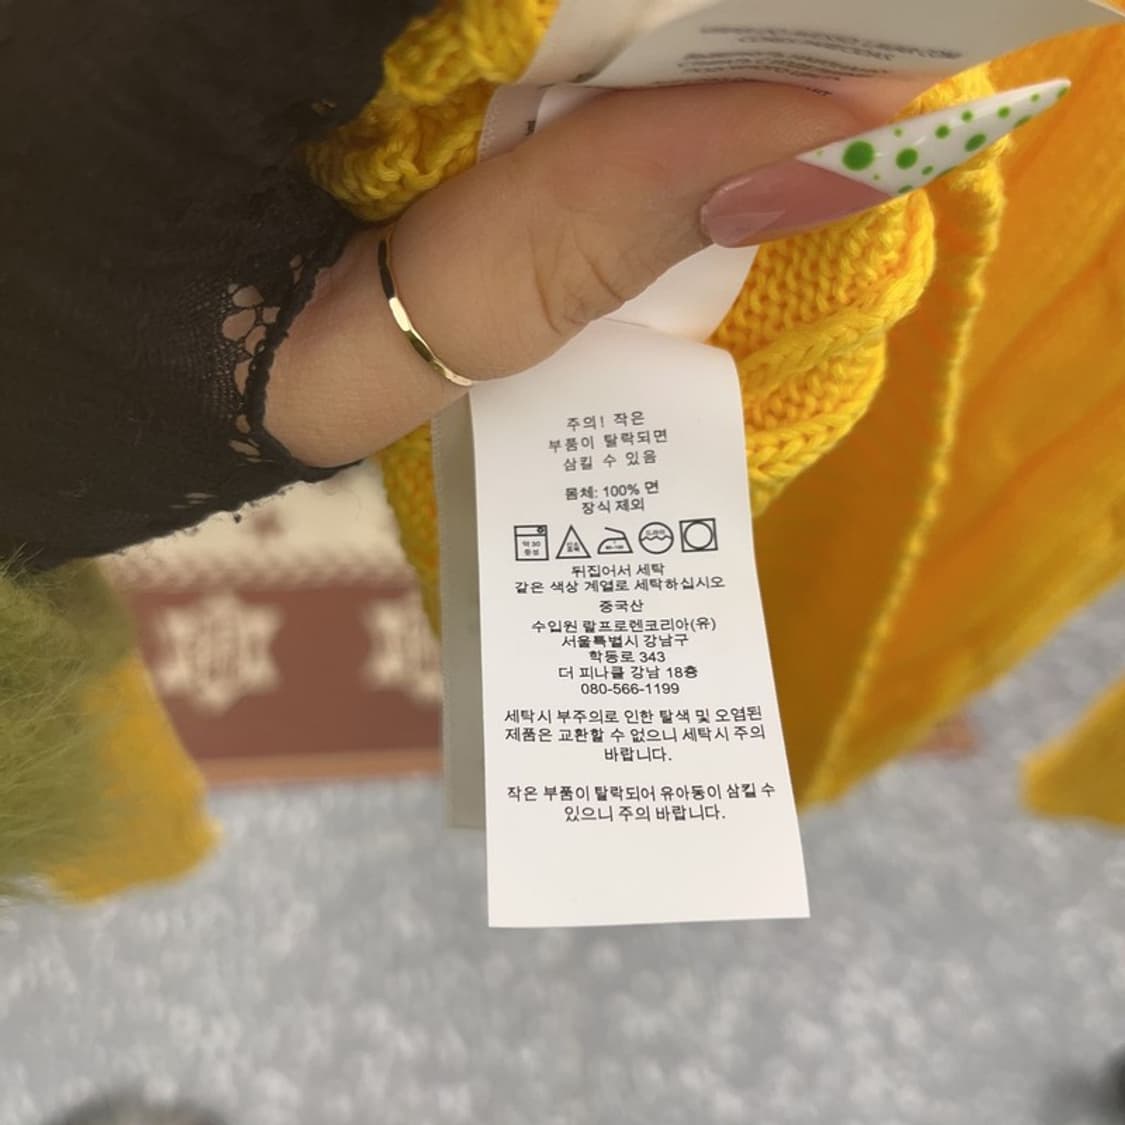 주의! 작은
부품이 탈락되면
삼킬 수 있음
몸체: 100% 면
장식 제외
약 30
중성
드라이
뒤집어서 세탁
같은 색상 계열로 세탁하십시오
중국산
수입원 랄프로렌코리아(유)
서울특별시 강남구
학동로 343
더 피나클 강남 18층
080-566-1199
세탁시 부주의로 인한 탈색 및 오염된
제품은 교환할 수 없으니 세탁시 주의
바랍니다.
작은 부품이 탈락되어 유아동이 삼킬 수
있으니 주의 바랍니다.